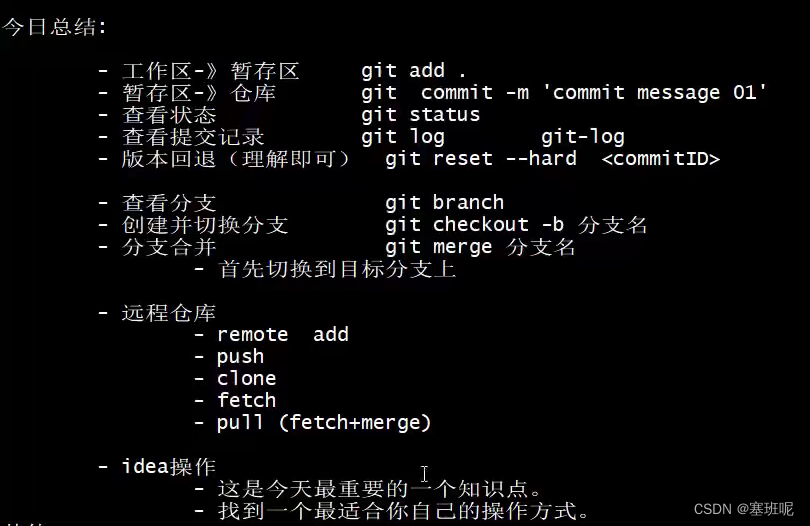 今日总结:
- 工作区-》暂存区 git add .
- 暂存区-》仓库 git commit -m 'commit message 01'
- 查看状态 git status
- 查看提交记录 git log git-log
- 版本回退（理解即可） git reset --hard <commitID>
- 查看分支 git branch
- 创建并切换分支 git checkout -b 分支名
- 分支合并 git merge 分支名
- 首先切换到目标分支上
- 远程仓库
- remote add
- push
- clone
- fetch
- pull (fetch+merge)
- idea操作
- 这是今天最重要的一个知识点。
- 找到一个最适合你自己的操作方式。
CSDN @塞班呢